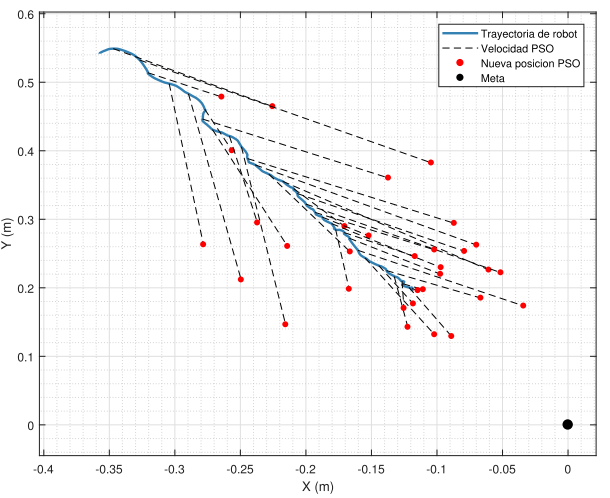 0.6
0.5
0.4
0.3
0.2
0.1
0
Y (m)
-0.4 -0.35 -0.3 -0.25 -0.2 -0.15 -0.1 -0.05 0
X (m)
Trayectoria de robot
Velocidad PSO
Nueva posicion PSO
Meta